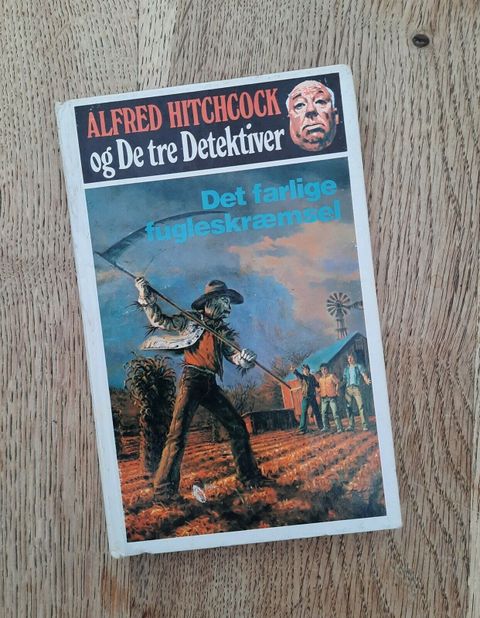 ALFRED HITCHCOCK
og De tre Detektiver
Det farlige
fugleskræmsel